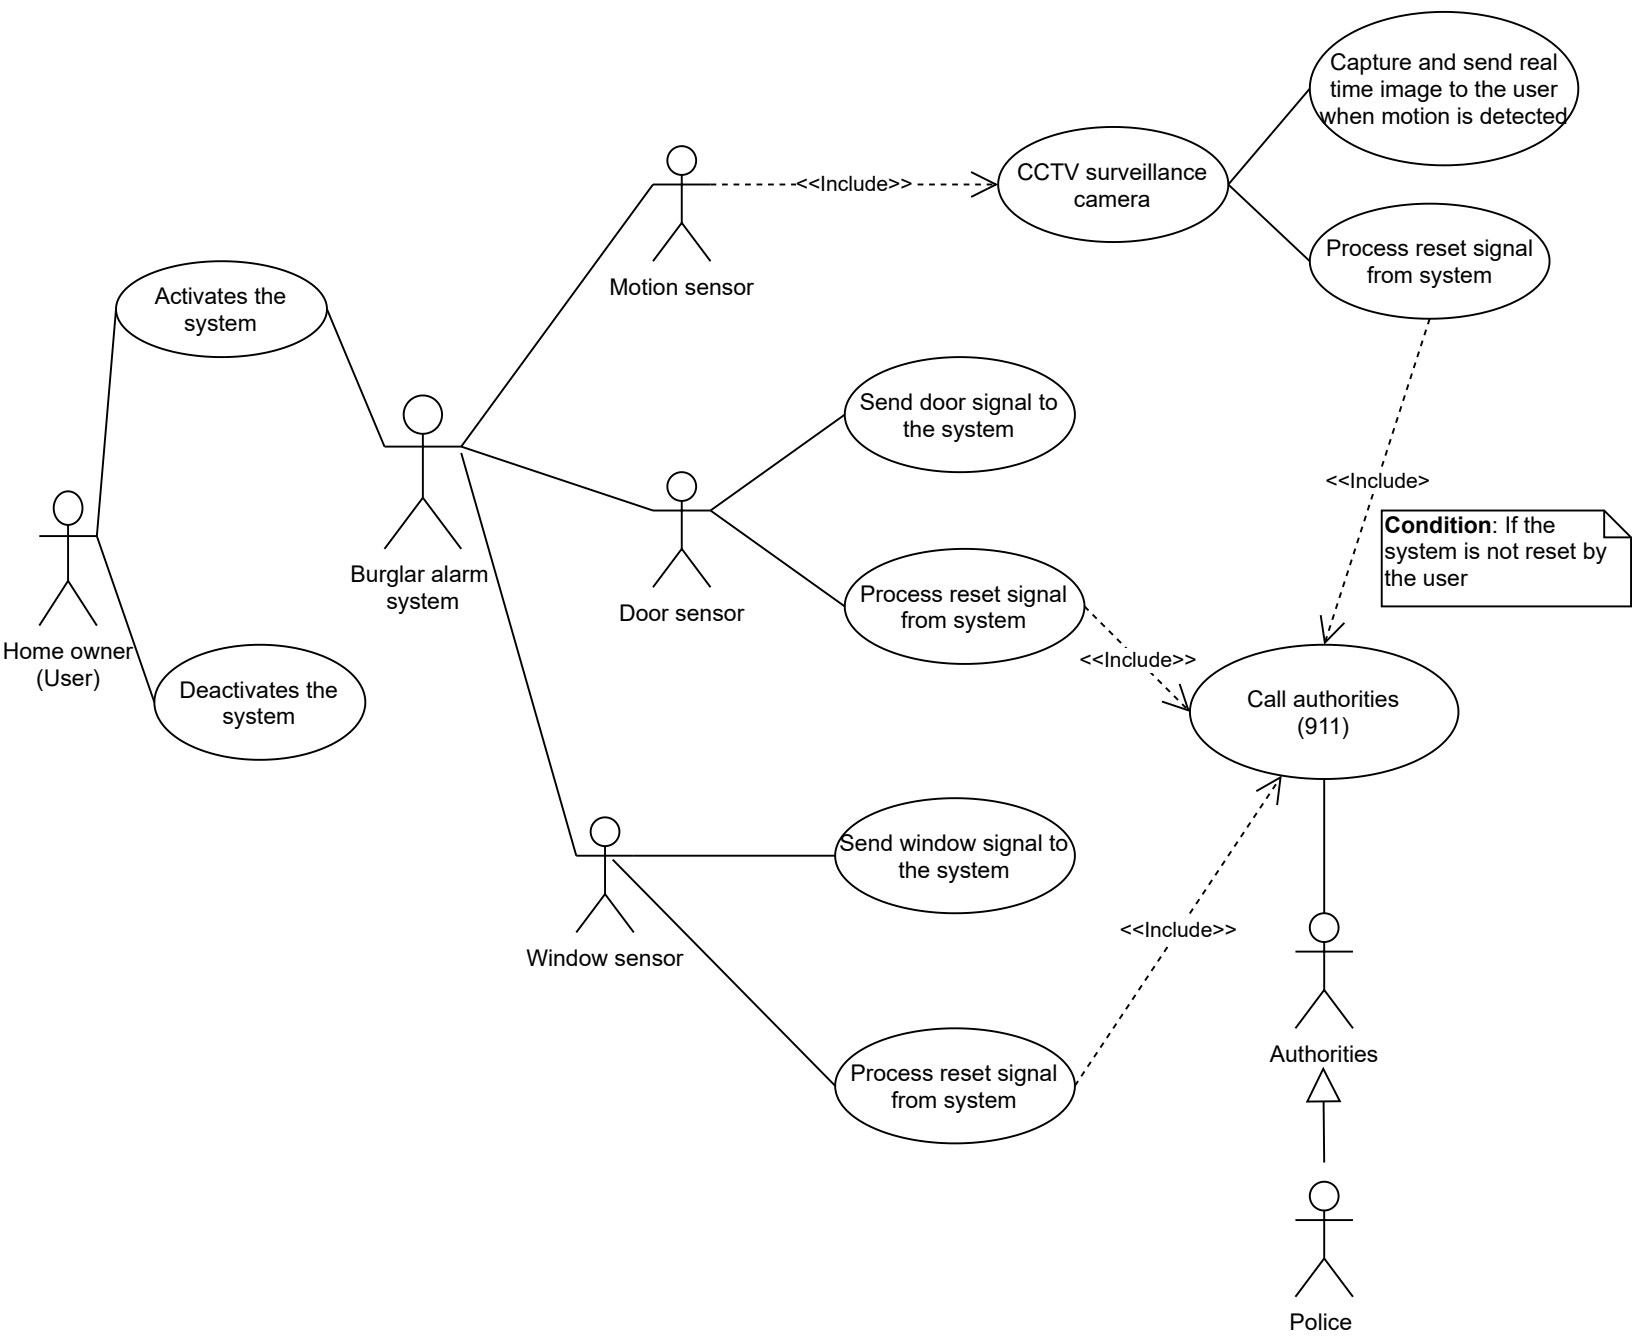 Capture and send real
time image to the user
when motion is detected
CCTV surveillance
camera
<<Include>>
Motion sensor
Process reset signal
from system
Activates the
system
Send door signal to
the system
<<Include>
Condition: If the
system is not reset by
the user
Burglar alarm
system
Door sensor
Process reset signal
from system
Home owner
(User)
<<Include>>
Deactivates the
system
Call authorities
(911)
Send window signal to
the system
<<Include>>
Window sensor
Authorities
Process reset signal
from system
Police